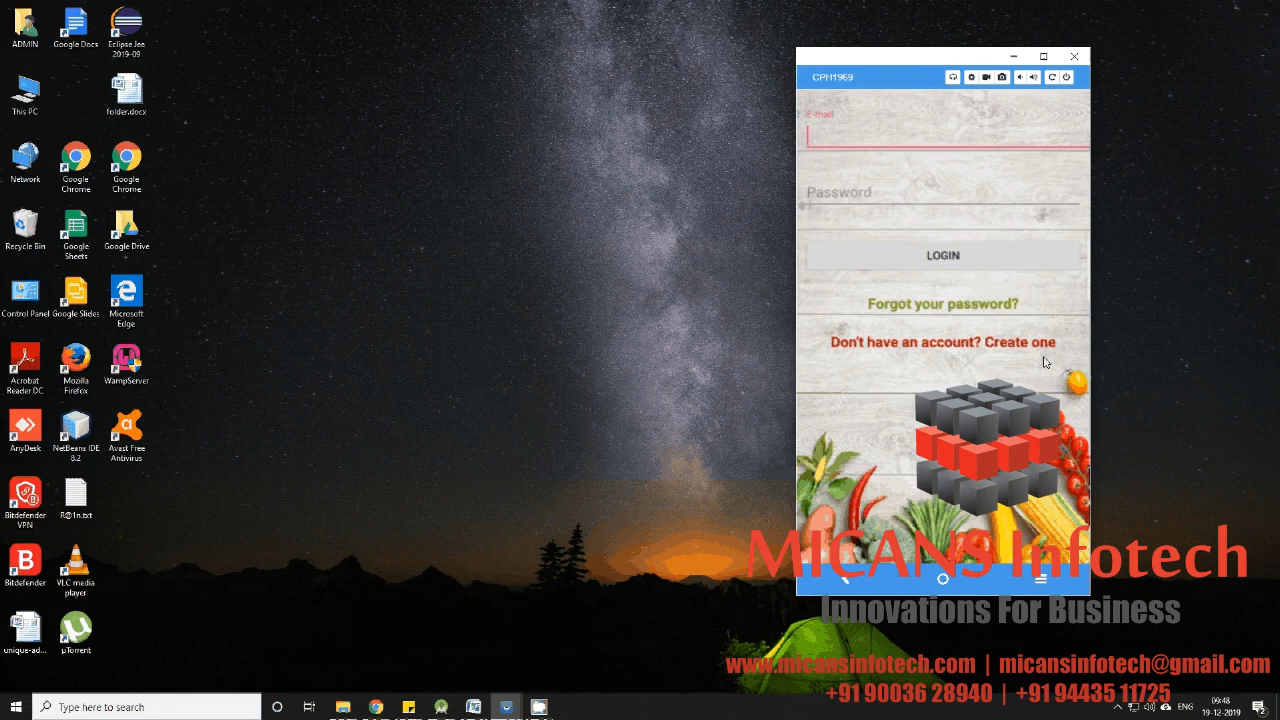 ADMIN
Google Docs
Eclipse Jee
2019-09
This PC
folder.docx
Network
Google
Chrome
Google
Chrome
Recycle Bin
Google
Sheets
Google Drive
Control Panel
Google Slides
Microsoft
Edge
Acrobat
Reader DC
Mozilla
Firefox
WampServer
AnyDesk
NetBeans IDE
8.2
Avast Free
Antivirus
Bitdefender
VPN
R@1n.txt
Bitdefender
VLC media
player
unique-ad...
µTorrent
CPH1969
E-mail
Password
LOGIN
Forgot your password?
Don't have an account? Create one
MICANS Infotech
Innovations For Business
www.micansinfotech.com | micansinfotech@gmail.com
+91 90036 28940 | +91 94435 11725
Type here to search
ENG
09:48
19-12-2019
2